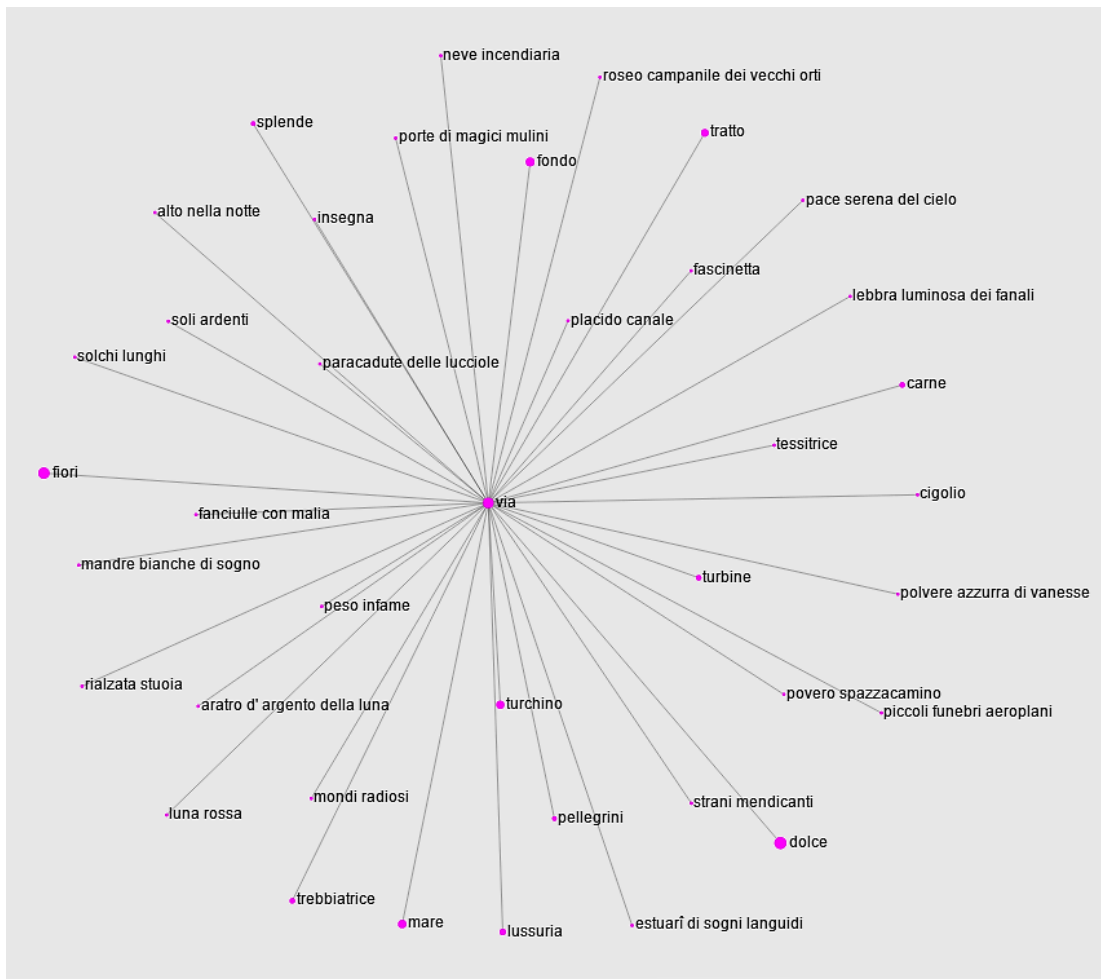 neve incendiaria
roseo campanile dei vecchi orti
splende
porte di magici mulini
tratto
fondo
pace serena del cielo
alto nella notte
insegna
fascinetta
lebbra luminosa dei fanali
soli ardenti
placido canale
solchi lunghi
paracadute delle lucciole
carne
tessitrice
fiori
cigolio
via
fanciulle con malia
mandre bianche di sogno
turbine
polvere azzurra di vanesse
peso infame
rialzata stuoia
povero spazzacamino
aratro d' argento della luna
turchino
piccoli funebri aeroplani
mondi radiosi
strani mendicanti
luna rossa
pellegrini
dolce
trebbiatrice
mare
lussuria
estuarî di sogni languidi